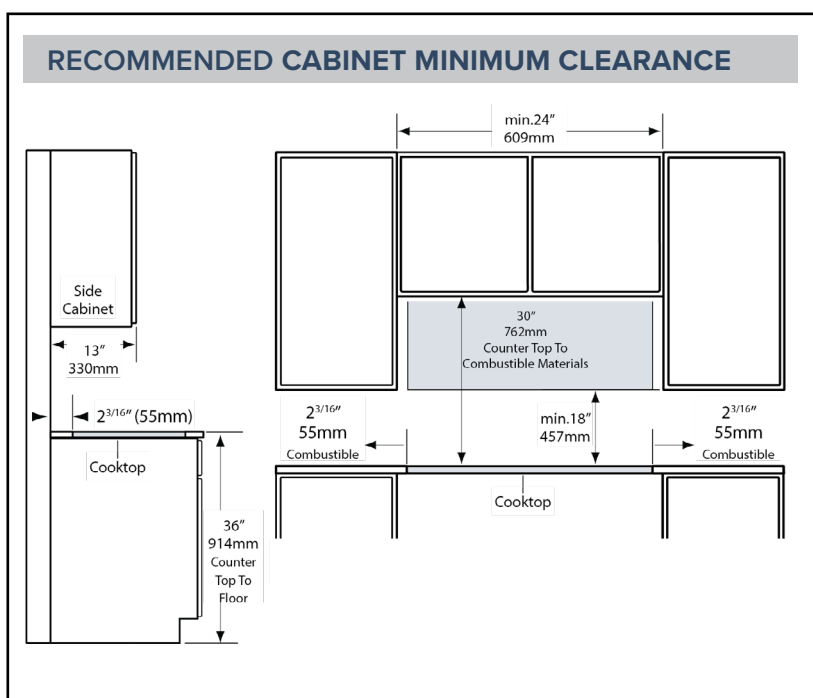 RECOMMENDED CABINET MINIMUM CLEARANCE
min.24"
609mm
Side
Cabinet
13"
330mm
2 3/16" (55mm)
Cooktop
36"
914mm
Counter
Top To
Floor
30"
762mm
Counter Top To
Combustible Materials
2 3/16"
55mm
Combustible
min.18"
457mm
2 3/16"
55mm
Combustible
Cooktop